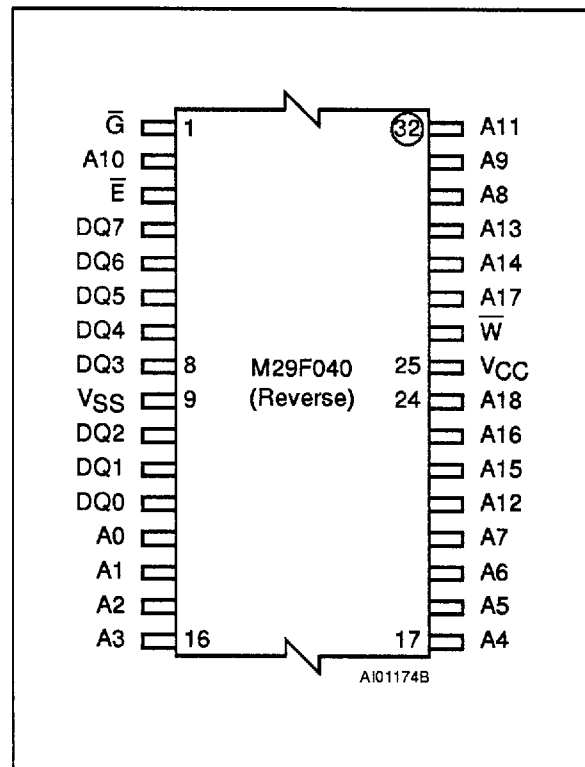 G̅ 1 32 A11
A10 A9
E̅ A8
DQ7 A13
DQ6 A14
DQ5 A17
DQ4 W̅
DQ3 8 M29F040 25 VCC
VSS 9 (Reverse) 24 A18
DQ2 A16
DQ1 A15
DQ0 A12
A0 A7
A1 A6
A2 A5
A3 16 17 A4
AI01174B